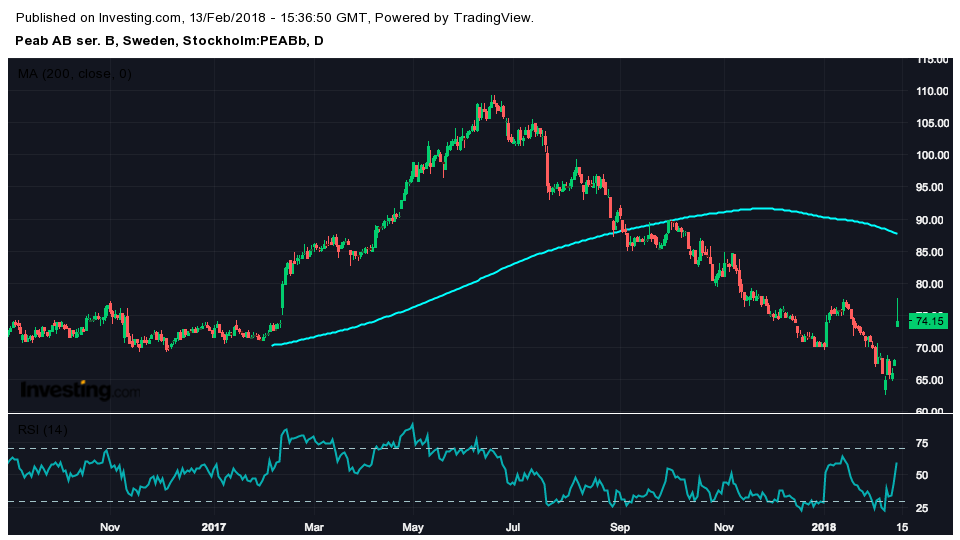 Published on Investing.com, 13/Feb/2018 - 15:36:50 GMT, Powered by TradingView.
Peab AB ser. B, Sweden, Stockholm:PEABb, D
MA (200, close, 0)
115.00
110.00
105.00
100.00
95.00
90.00
85.00
80.00
75.00
74.15
70.00
65.00
60.00
Investing.com
RSI (14)
75
50
25
Nov 2017 Mar May Jul Sep Nov 2018 15